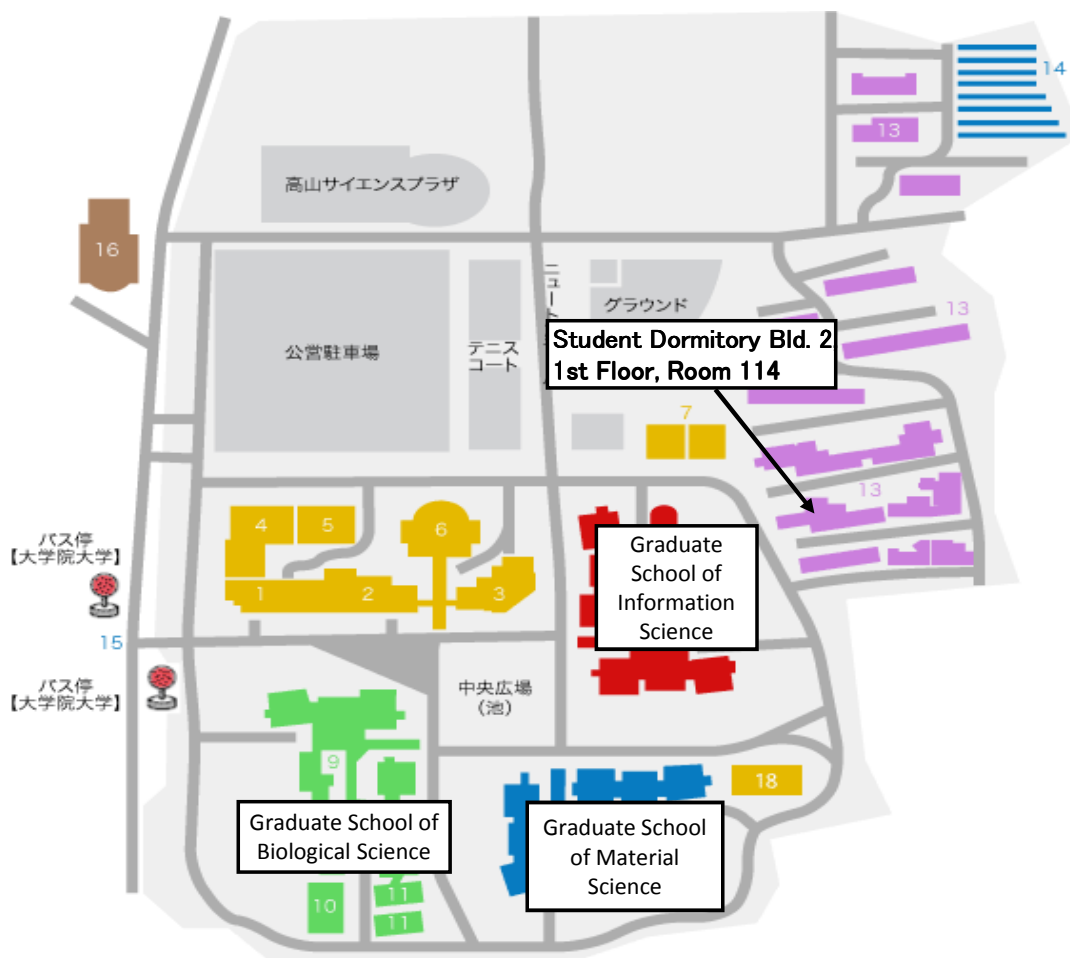 14
13
高山サイエンスプラザ
16
ニュート
グラウンド
13
公営駐車場
テニス
コート
Student Dormitory Bld. 2
1st Floor, Room 114
7
13
4
5
6
バス停
【大学院大学】
1
2
3
Graduate
School of
Information
Science
15
バス停
【大学院大学】
中央広場
（池）
9
18
Graduate School of
Biological Science
Graduate School
of Material
Science
10
11
11